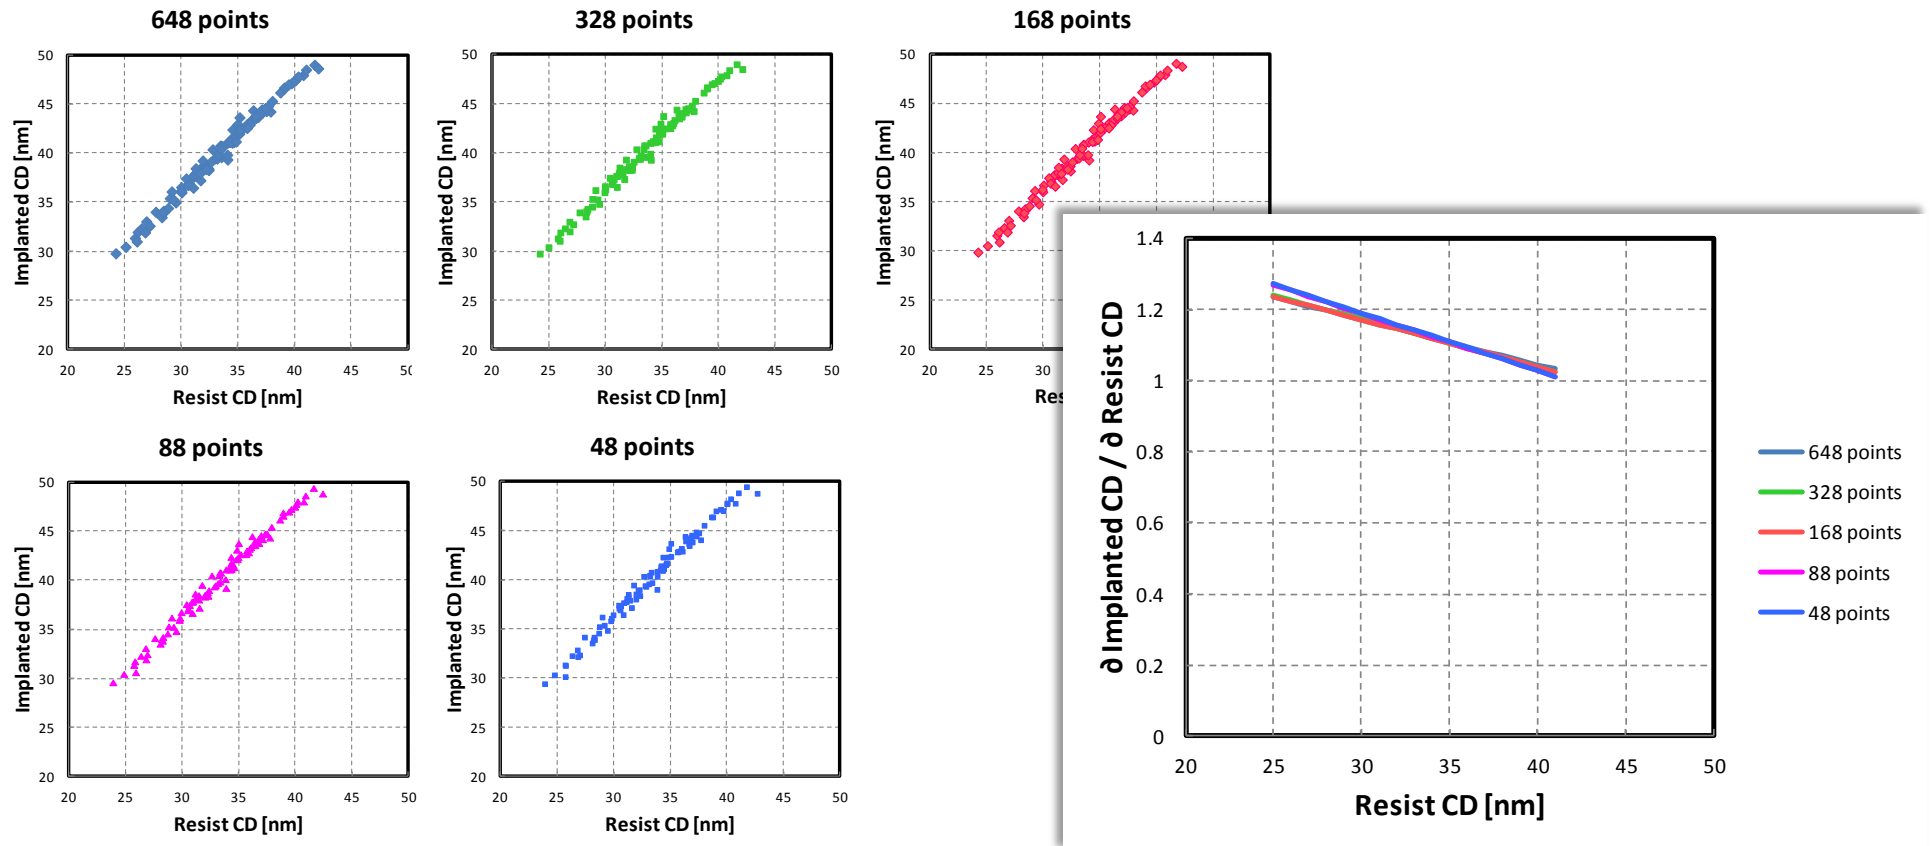 648 points
50
45
40
35
30
25
20
20 25 30 35 40 45 50
Implanted CD [nm]
Resist CD [nm]
328 points
50
45
40
35
30
25
20
20 25 30 35 40 45 50
Implanted CD [nm]
Resist CD [nm]
168 points
50
45
40
35
30
25
20
20 25 30
Implanted CD [nm]
Res
88 points
50
45
40
35
30
25
20
20 25 30 35 40 45 50
Implanted CD [nm]
Resist CD [nm]
48 points
50
45
40
35
30
25
20
20 25 30 35 40 45 50
Implanted CD [nm]
Resist CD [nm]
1.4
1.2
1
0.8
0.6
0.4
0.2
0
20 25 30 35 40 45 50
∂ Implanted CD / ∂ Resist CD
Resist CD [nm]
648 points
328 points
168 points
88 points
48 points